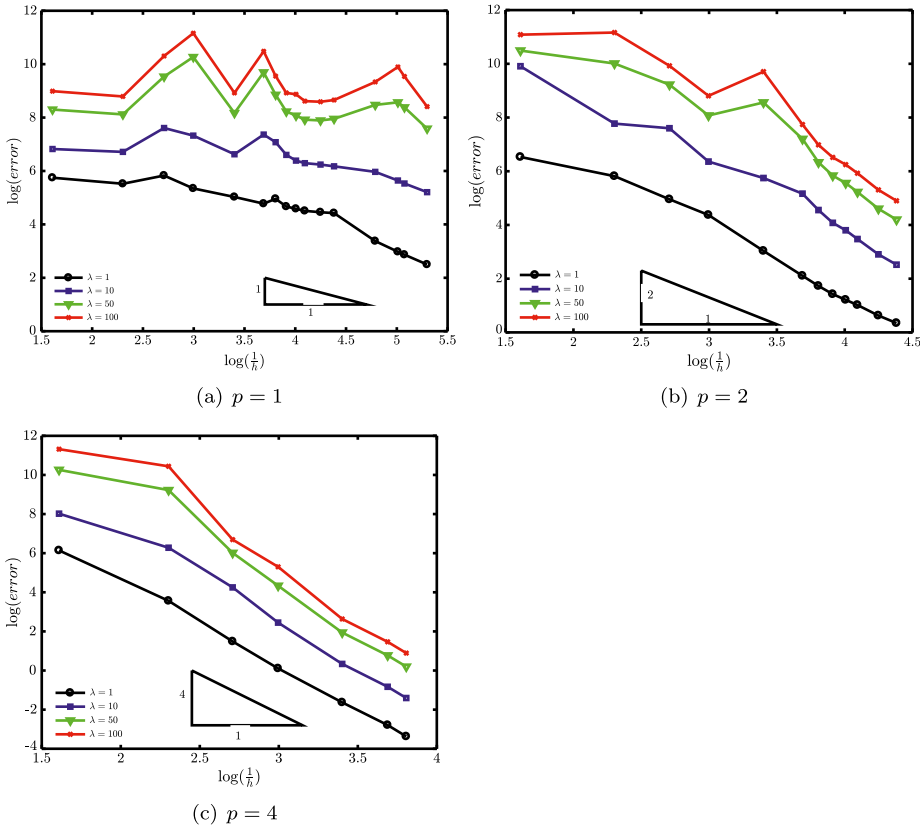 12
10
8
6
4
2
0
log(error)
1
1
λ = 1
λ = 10
λ = 50
λ = 100
1.5 2 2.5 3 3.5 4 4.5 5 5.5
log(1/h)
(a) p = 1
12
10
8
6
4
2
0
log(error)
2
1
λ = 1
λ = 10
λ = 50
λ = 100
1.5 2 2.5 3 3.5 4 4.5
log(1/h)
(b) p = 2
12
10
8
6
4
2
0
-2
-4
log(error)
4
1
λ = 1
λ = 10
λ = 50
λ = 100
1.5 2 2.5 3 3.5 4
log(1/h)
(c) p = 4